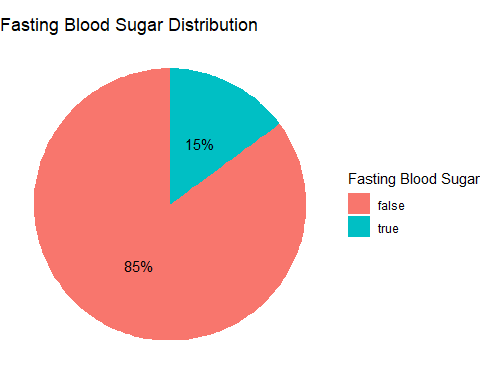 Fasting Blood Sugar Distribution
15%
85%
Fasting Blood Sugar
false
true